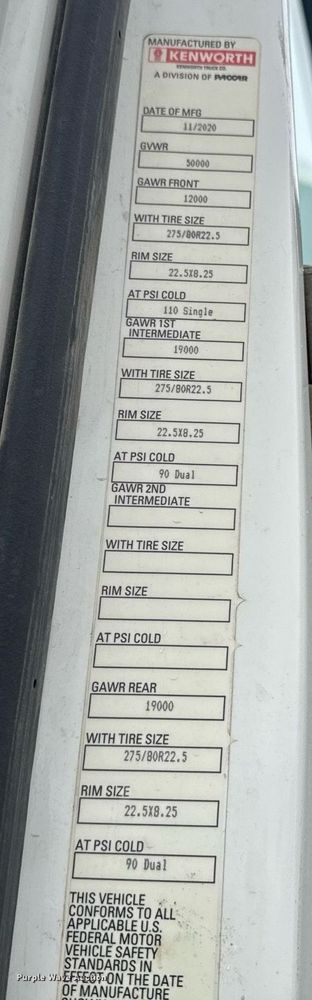 MANUFACTURED BY
KENWORTH
KENWORTH TRUCK CO.
A DIVISION OF PACCAR
DATE OF MFG
11/2020
GVWR
50000
GAWR FRONT
12000
WITH TIRE SIZE
275/80R22.5
RIM SIZE
22.5X8.25
AT PSI COLD
110 Single
GAWR 1ST
INTERMEDIATE
19000
WITH TIRE SIZE
275/80R22.5
RIM SIZE
22.5X8.25
AT PSI COLD
90 Dual
GAWR 2ND
INTERMEDIATE
WITH TIRE SIZE
RIM SIZE
AT PSI COLD
GAWR REAR
19000
WITH TIRE SIZE
275/80R22.5
RIM SIZE
22.5X8.25
AT PSI COLD
90 Dual
THIS VEHICLE
CONFORMS TO ALL
APPLICABLE U.S.
FEDERAL MOTOR
VEHICLE SAFETY
STANDARDS IN
Purple Wave Auction
EFFECT ON THE DATE
OF MANUFACTURE